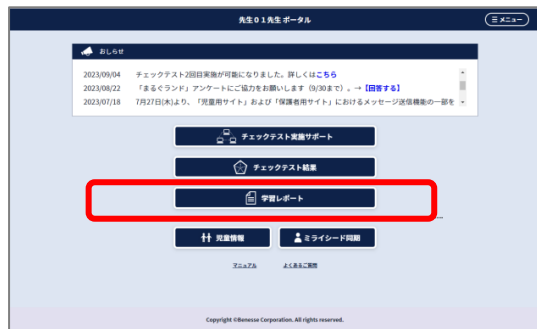 先生01先生 ポータル
メニュー
おしらせ
2023/09/04 チェックテスト2回目実施が可能になりました。詳しくはこちら
2023/08/22 「まるぐランド」アンケートにご協力をお願いします（9/30まで）。→【回答する】
2023/07/18 7月27日(木)より、「児童用サイト」および「保護者用サイト」におけるメッセージ送信機能の一部を
チェックテスト実施サポート
チェックテスト結果
学習レポート
児童情報 ミライシード同期
マニュアル よくあるご質問
Copyright ©Benesse Corporation. All rights reserved.